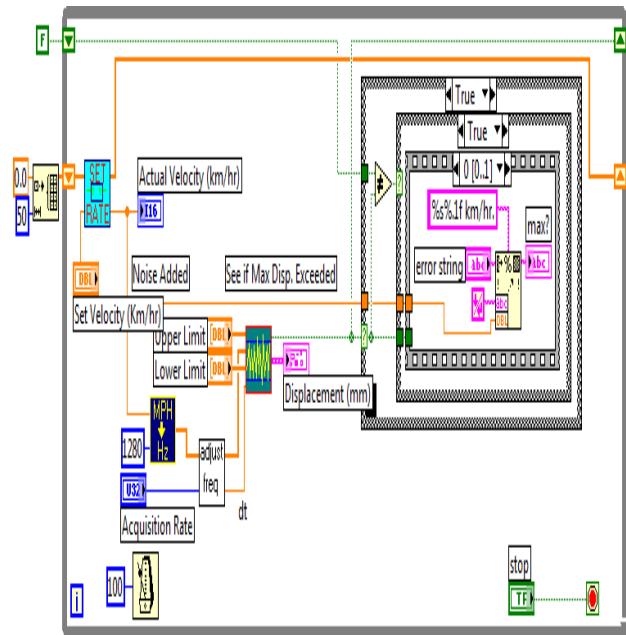 F
True
True
0 [0..1]
0.0
50
SET
RATE
Actual Velocity (km/hr)
I16
%s%.1f km/hr.
max?
error string
abc
abc
abc
DBL
DBL
Noise Added
See if Max Disp. Exceeded
Set Velocity (Km/hr)
Upper Limit
DBL
Lower Limit
DBL
Displacement (mm)
MPH
Hz
1280
adjust
freq
U32
dt
Acquisition Rate
100
i
stop
TF